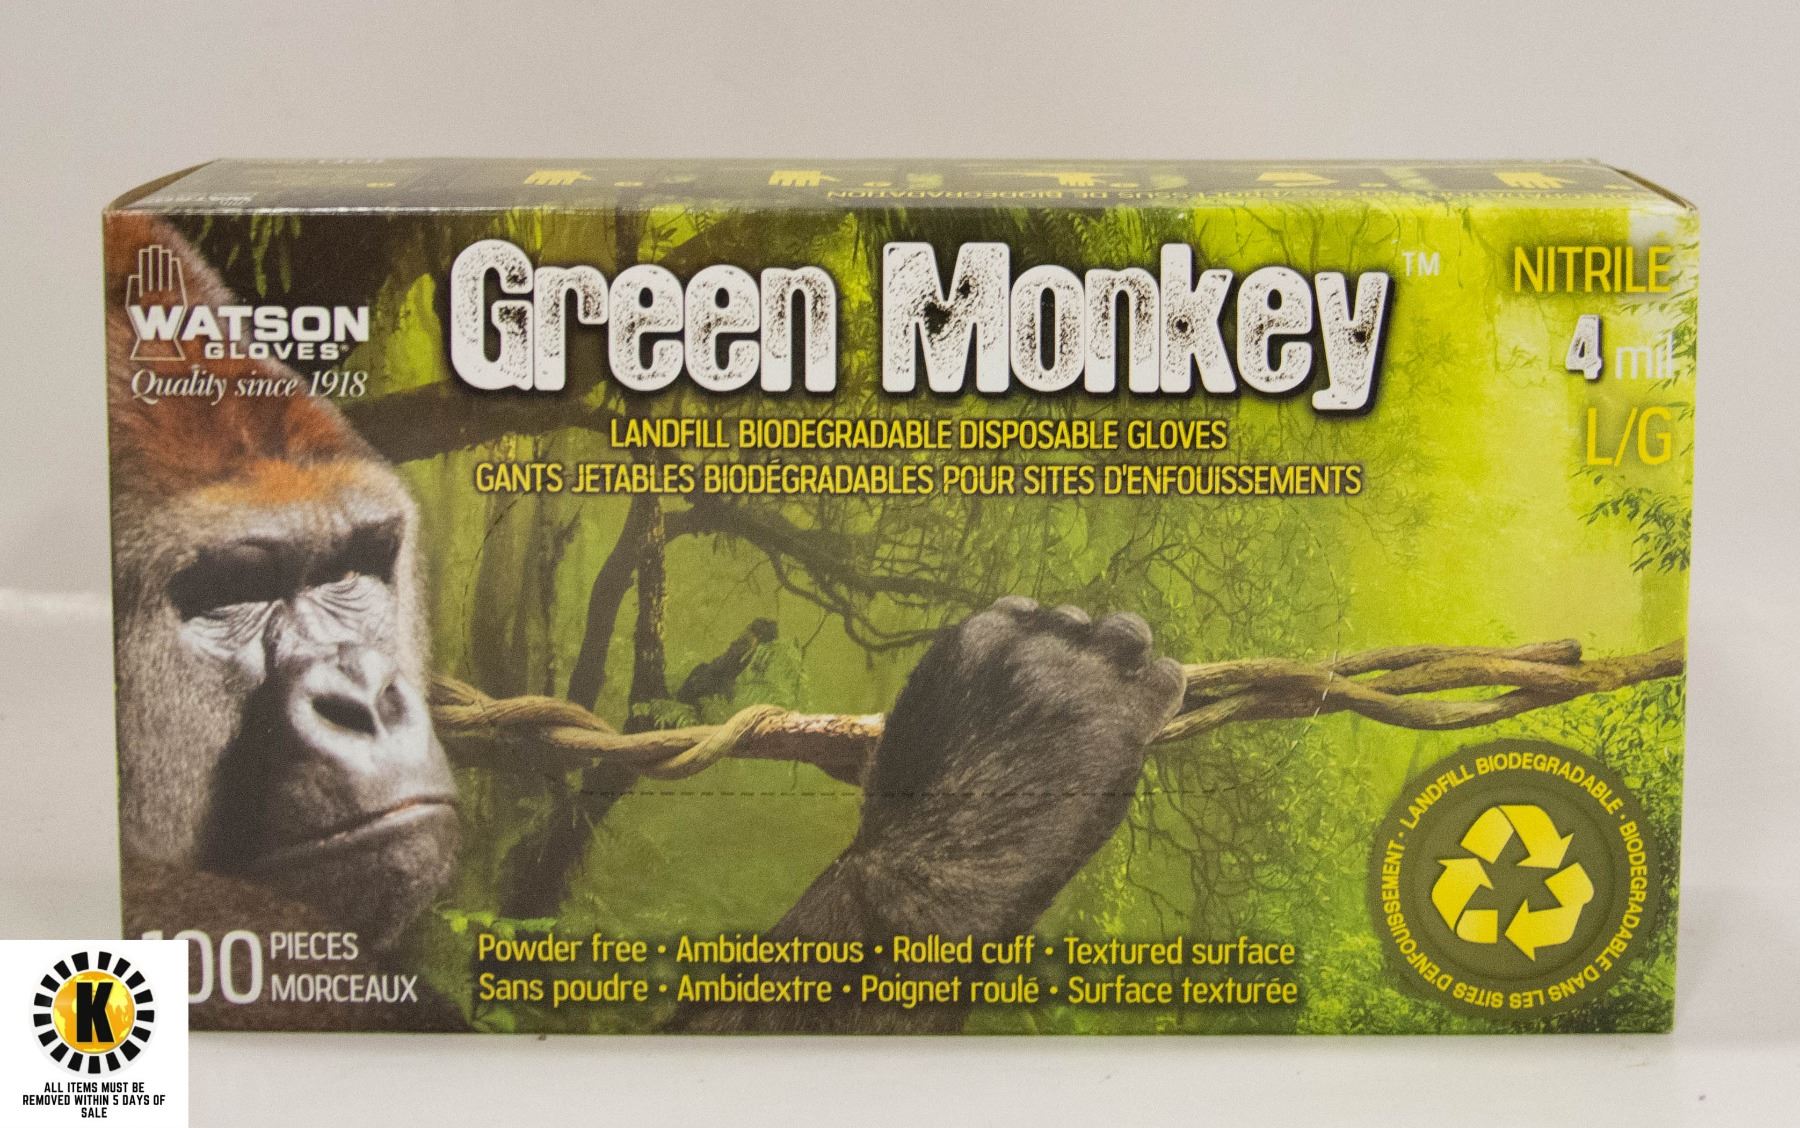 WATSON
GLOVES
Quality since 1918
Green Monkey™
LANDFILL BIODEGRADABLE DISPOSABLE GLOVES
GANTS JETABLES BIODÉGRADABLES POUR SITES D'ENFOUISSEMENTS
NITRILE
4 mil
L/G
LANDFILL BIODEGRADABLE • BIODEGRADABLE DANS LES SITES D'ENFOUISSEMENT •
100 PIECES
MORCEAUX
Powder free • Ambidextrous • Rolled cuff • Textured surface
Sans poudre • Ambidextre • Poignet roulé • Surface texturée
K
ALL ITEMS MUST BE
REMOVED WITHIN 5 DAYS OF
SALE